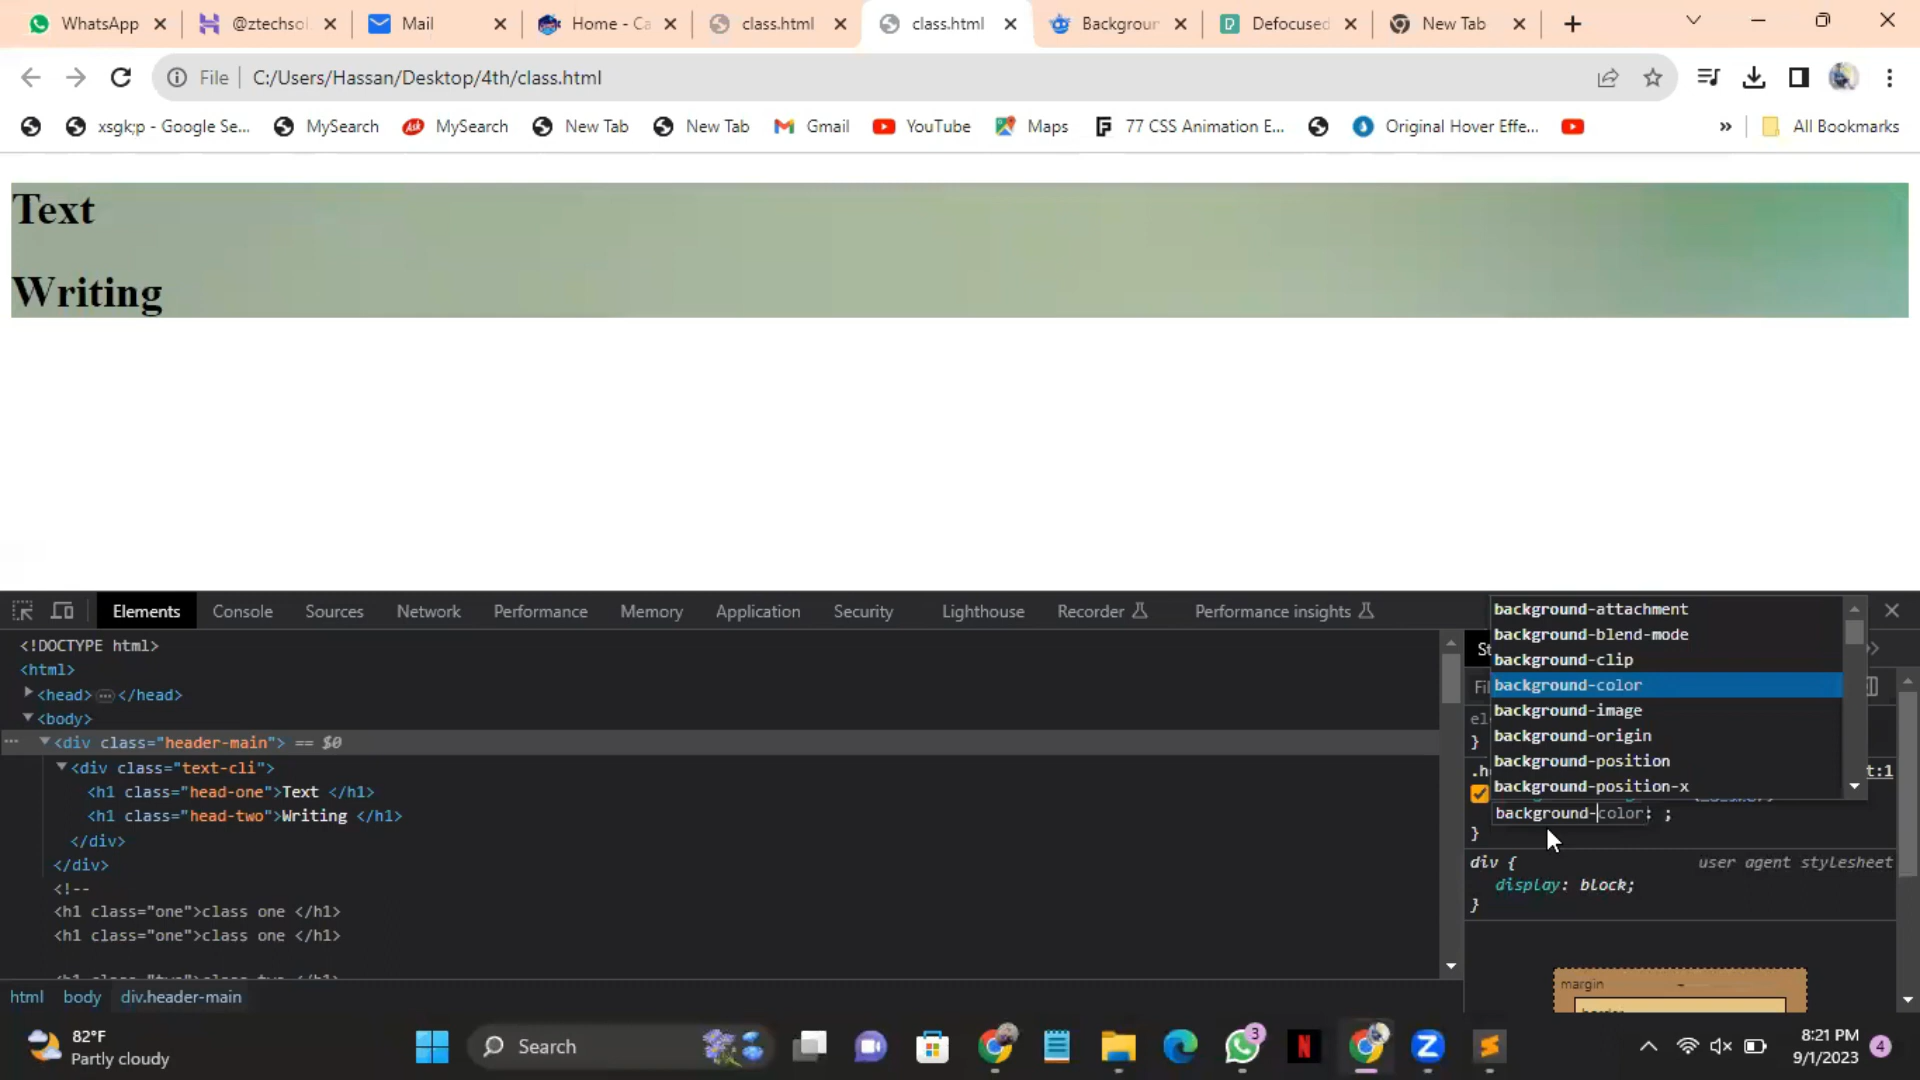 WhatsApp
@ztechsol
Mail
Home - Ca
class.html
class.html
Backgroun
Defocused
New Tab
File
C:/Users/Hassan/Desktop/4th/class.html
xsgk;p - Google Se...
MySearch
Ask
MySearch
New Tab
New Tab
Gmail
YouTube
Maps
77 CSS Animation E...
Original Hover Effe...
»
All Bookmarks
Text
Writing
Elements
Console
Sources
Network
Performance
Memory
Application
Security
Lighthouse
Recorder
Performance insights
<!DOCTYPE html>
<html>
<head> … </head>
<body>
<div class="header-main"> == $0
<div class="text-cli">
<h1 class="head-one">Text </h1>
<h1 class="head-two">Writing </h1>
</div>
</div>
<!--
<h1 class="one">class one </h1>
<h1 class="one">class one </h1>
html body div.header-main
background-attachment
background-blend-mode
background-clip
background-color
background-image
background-origin
background-position
background-position-x
}
t:1
background-color: ;
}
div {
user agent stylesheet
display: block;
}
margin
-
82°F
Partly cloudy
Search
3
8:21 PM
9/1/2023
4